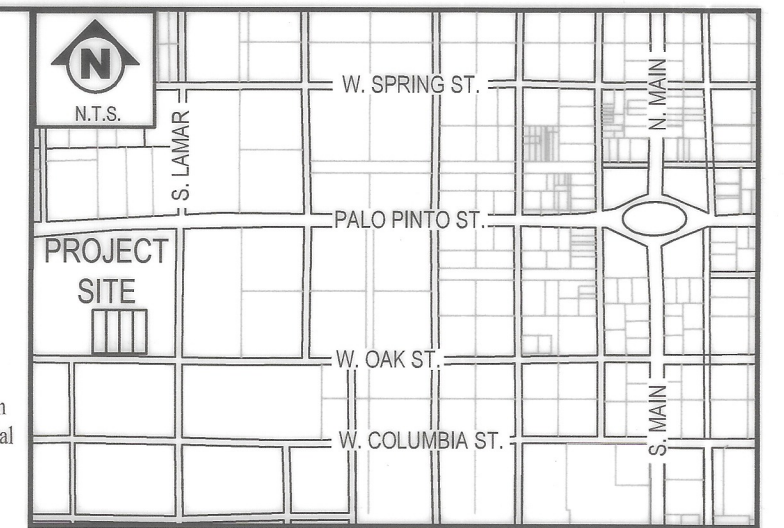 N
N.T.S.
W. SPRING ST.
N. MAIN
S. LAMAR
PALO PINTO ST.
PROJECT
SITE
W. OAK ST.
S. MAIN
W. COLUMBIA ST.